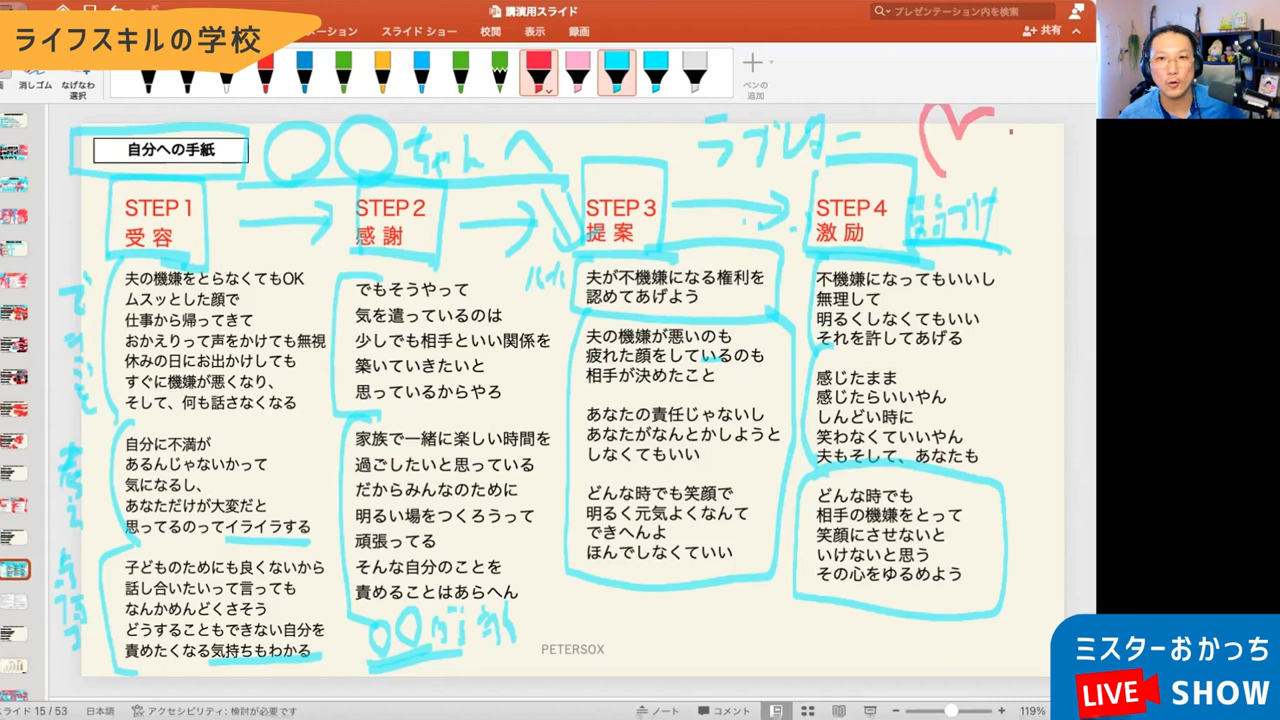 講演用スライド
プレゼンテーション内を検索
ライフスキルの学校
スライド ショー
校閲
表示
録画
共有
消しゴム
なげなわ
選択
ペンの
追加
自分への手紙
〇〇ちゃんへ
ラブレター
STEP 1
受 容
STEP 2
感 謝
STEP 3
提 案
STEP 4
激 励
夫の機嫌をとらなくてもOK
ムスッとした顔で
仕事から帰ってきて
おかえりって声をかけても無視
休みの日にお出かけしても
すぐに機嫌が悪くなり、
そして、何も話さなくなる
自分に不満が
あるんじゃないかって
気になるし、
あなただけが大変だと
思ってるのってイライラする
子どものためにも良くないから
話し合いたいって言っても
なんかめんどくさそう
どうすることもできない自分を
責めたくなる気持ちもわかる
でもそうやって
気を遣っているのは
少しでも相手といい関係を
築いていきたいと
思っているからやろ
家族で一緒に楽しい時間を
過ごしたいと思っている
だからみんなのために
明るい場をつくろうって
頑張ってる
そんな自分のことを
責めることはあらへん
夫が不機嫌になる権利を
認めてあげよう
夫の機嫌が悪いのも
疲れた顔をしているのも
相手が決めたこと
あなたの責任じゃないし
あなたがなんとかしようと
しなくてもいい
どんな時でも笑顔で
明るく元気よくなんて
できへんよ
ほんでしなくていい
不機嫌になってもいいし
無理して
明るくしなくてもいい
それを許してあげる
感じたまま
感じたらいいやん
しんどい時に
笑わなくていいやん
夫もそして、あなたも
どんな時でも
相手の機嫌をとって
笑顔にさせないと
いけないと思う
その心をゆるめよう
PETERSOX
ミスターおかっち
LIVE SHOW
スライド 15 / 53
日本語
アクセシビリティ: 検討が必要です
ノート
コメント
119%